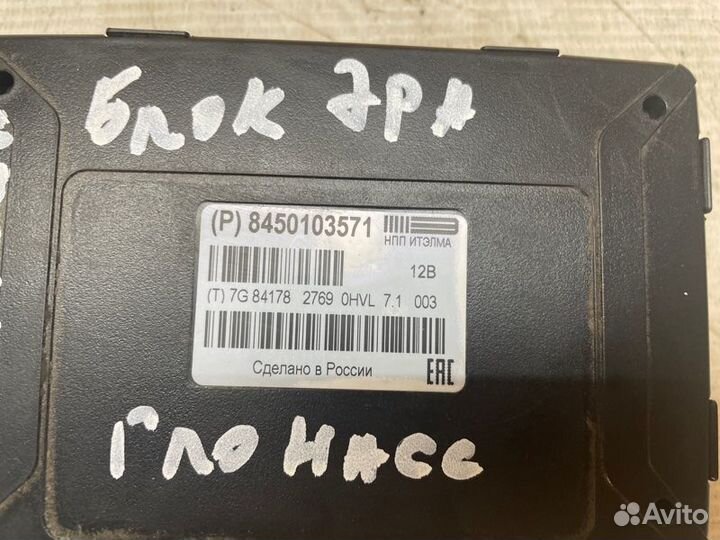 Блок ЭРА
(P) 8450103571
НПП ИТЭЛМА
12В
(T) 7G 84178 2769 0HVL 7.1 003
Сделано в России
EAC
Глонасс
Avito